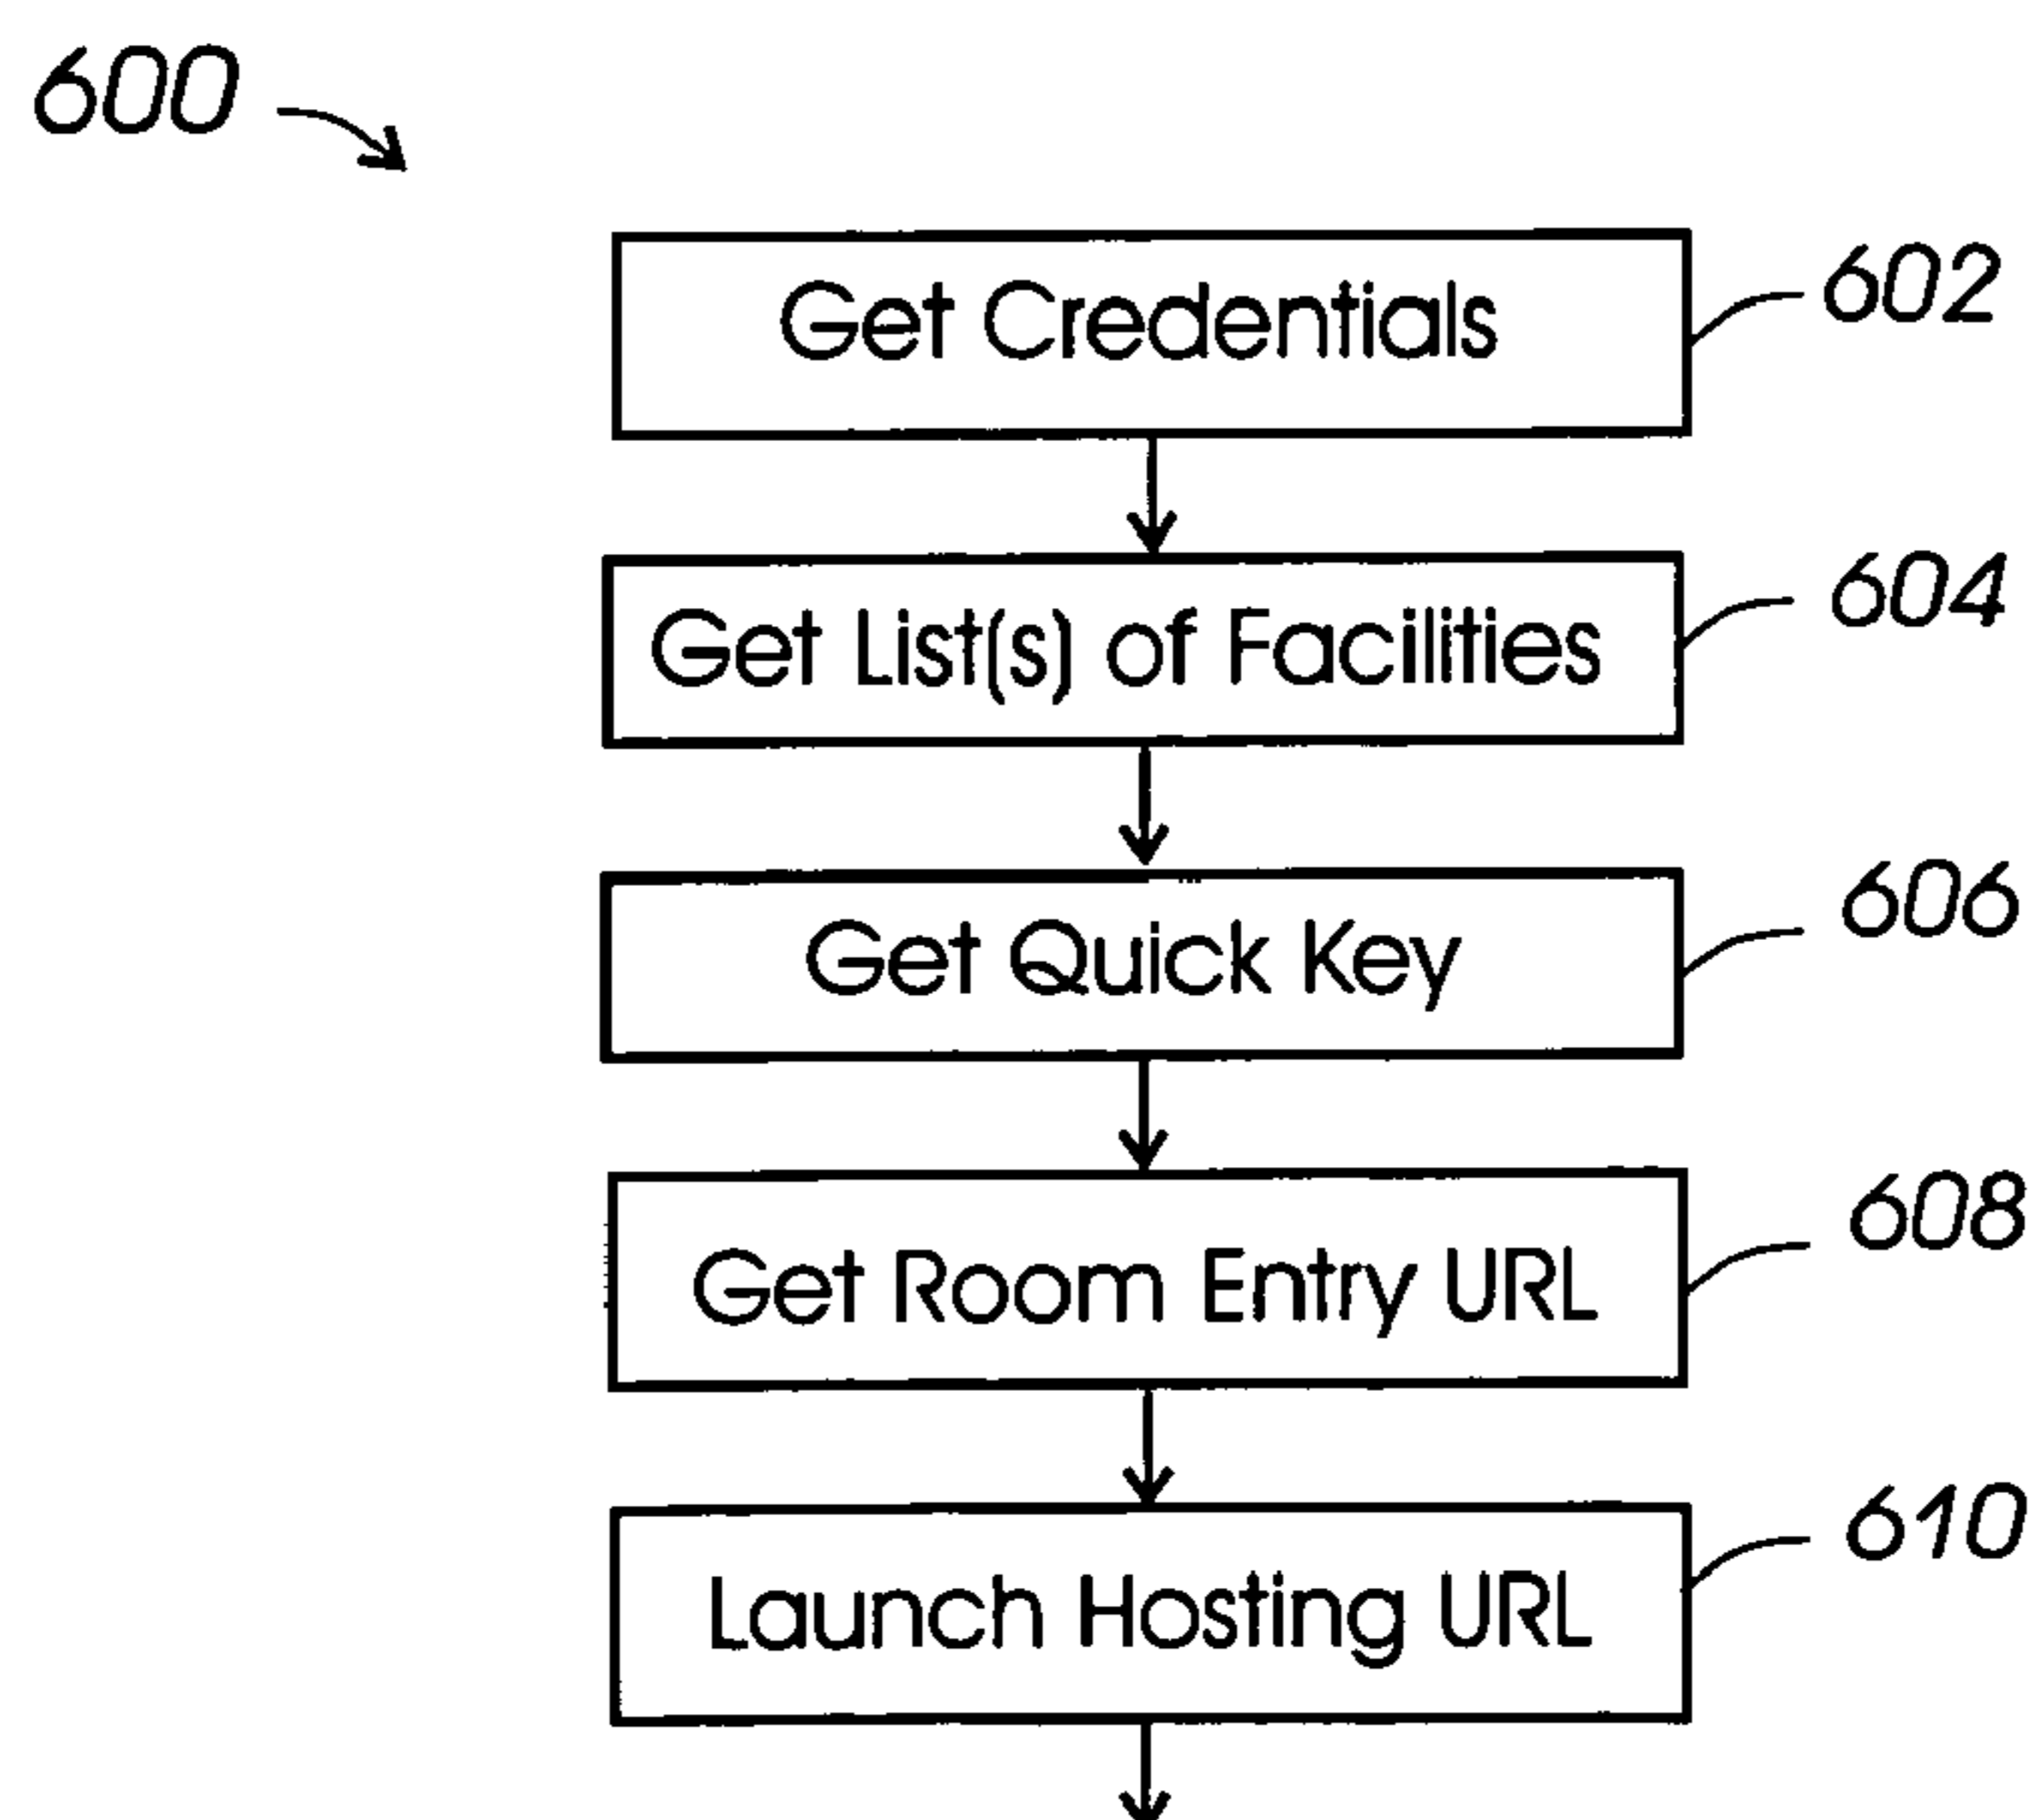 600
Get Credentials
602
Get List(s) of Facilities
604
Get Quick Key
606
Get Room Entry URL
608
Launch Hosting URL
610